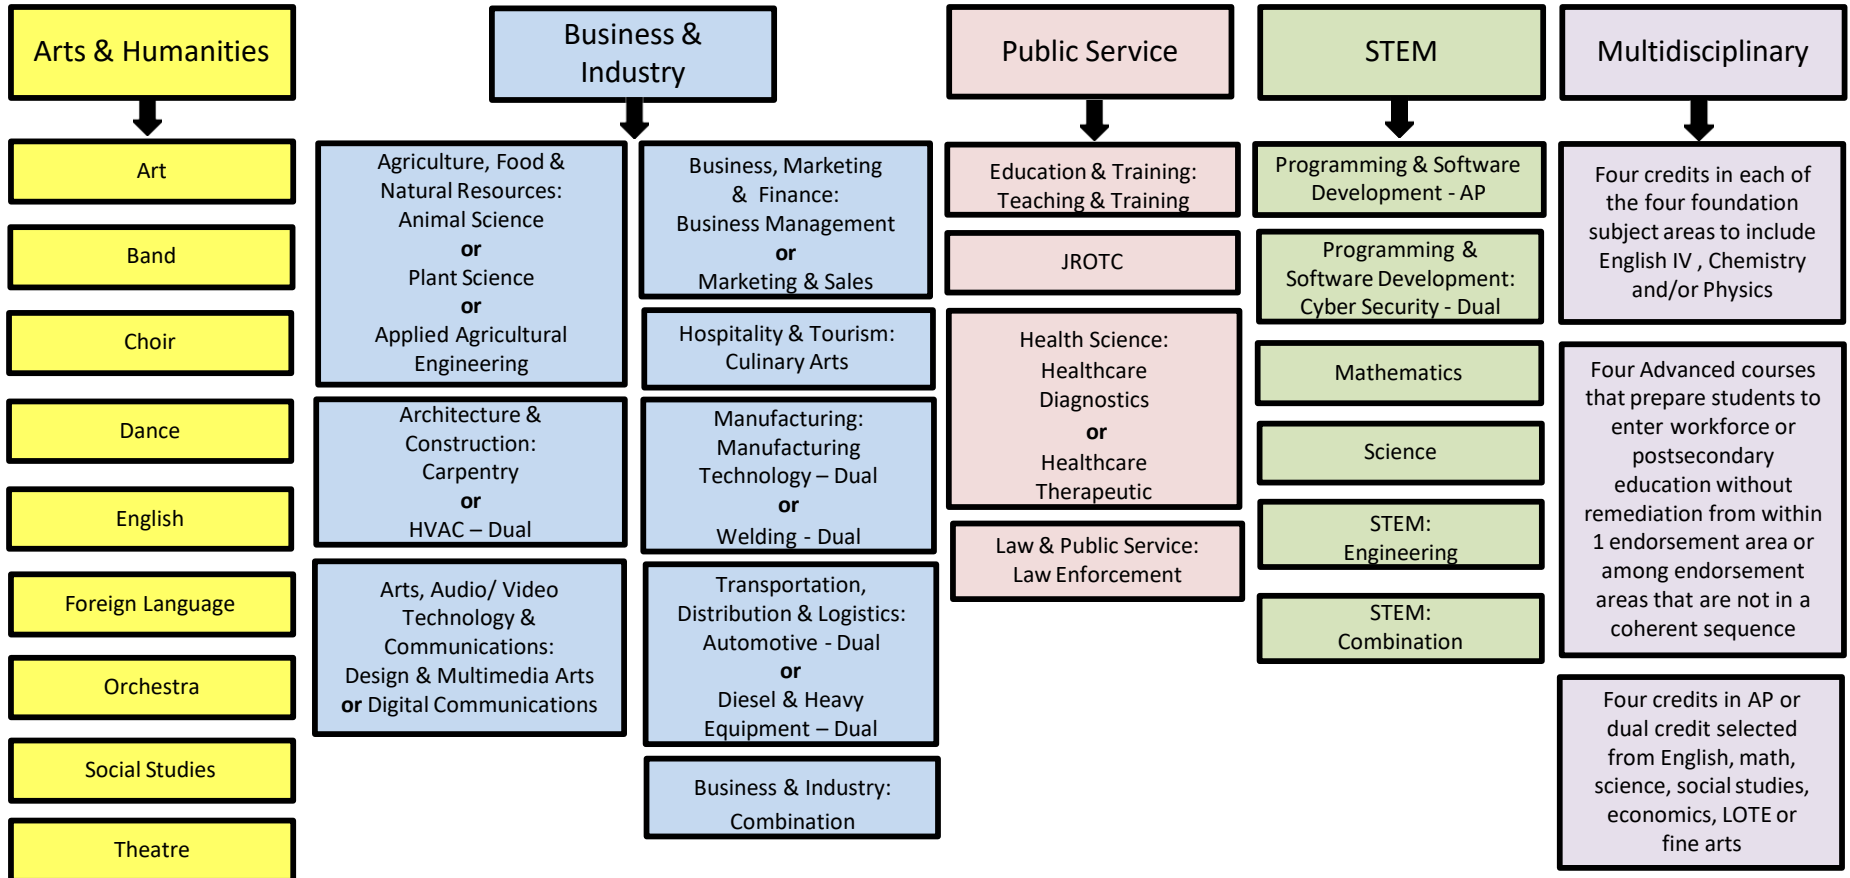 Arts & Humanities
Art
Band
Choir
Dance
English
Foreign Language
Orchestra
Social Studies
Theatre
Business &
Industry
Agriculture, Food &
Natural Resources:
Animal Science
or
Plant Science
or
Applied Agricultural
Engineering
Architecture &
Construction:
Carpentry
or
HVAC – Dual
Arts, Audio/ Video
Technology &
Communications:
Design & Multimedia Arts
or Digital Communications
Business, Marketing
& Finance:
Business Management
or
Marketing & Sales
Hospitality & Tourism:
Culinary Arts
Manufacturing:
Manufacturing
Technology – Dual
or
Welding - Dual
Transportation,
Distribution & Logistics:
Automotive - Dual
or
Diesel & Heavy
Equipment – Dual
Business & Industry:
Combination
Public Service
Education & Training:
Teaching & Training
JROTC
Health Science:
Healthcare
Diagnostics
or
Healthcare
Therapeutic
Law & Public Service:
Law Enforcement
STEM
Programming & Software
Development - AP
Programming &
Software Development:
Cyber Security - Dual
Mathematics
Science
STEM:
Engineering
STEM:
Combination
Multidisciplinary
Four credits in each of
the four foundation
subject areas to include
English IV , Chemistry
and/or Physics
Four Advanced courses
that prepare students to
enter workforce or
postsecondary
education without
remediation from within
1 endorsement area or
among endorsement
areas that are not in a
coherent sequence
Four credits in AP or
dual credit selected
from English, math,
science, social studies,
economics, LOTE or
fine arts